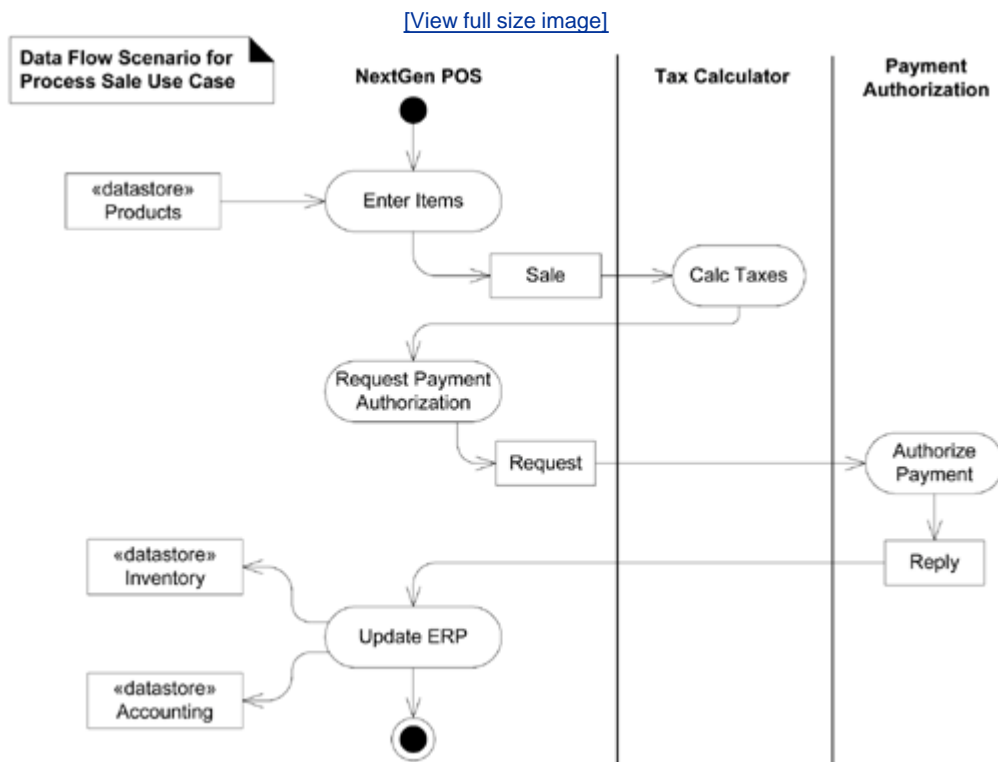 [View full size image]
Data Flow Scenario for
Process Sale Use Case
NextGen POS
Tax Calculator
Payment
Authorization
«datastore»
Products
Enter Items
Sale
Calc Taxes
Request Payment
Authorization
Request
Authorize
Payment
«datastore»
Inventory
Reply
Update ERP
«datastore»
Accounting